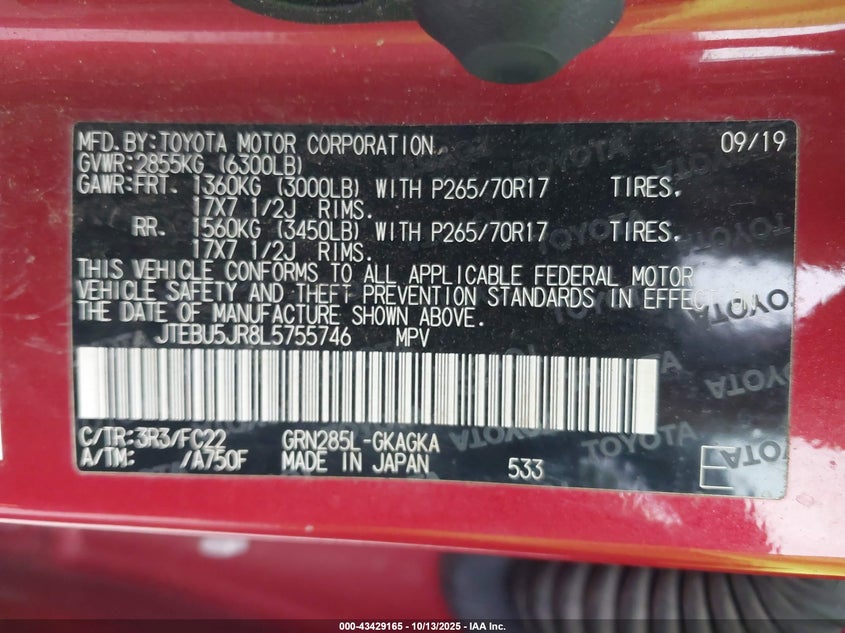 MFD.BY:TOYOTA MOTOR CORPORATION 09/19
GVWR:2855KG (6300LB)
GAWR:FRT. 1360KG (3000LB) WITH P265/70R17 TIRES.
17X7 1/2J RIMS.
RR. 1560KG (3450LB) WITH P265/70R17 TIRES.
17X7 1/2J RIMS.
THIS VEHICLE CONFORMS TO ALL APPLICABLE FEDERAL MOTOR
VEHICLE SAFETY AND THEFT PREVENTION STANDARDS IN EFFECT ON
THE DATE OF MANUFACTURE SHOWN ABOVE.
JTEBU5JR8L5755746 MPV
C/TR:3R3/FC22 GRN285L-GKAGKA
A/TM: /A750F MADE IN JAPAN 533
000-43429165 | 10/13/2025 | IAA Inc.